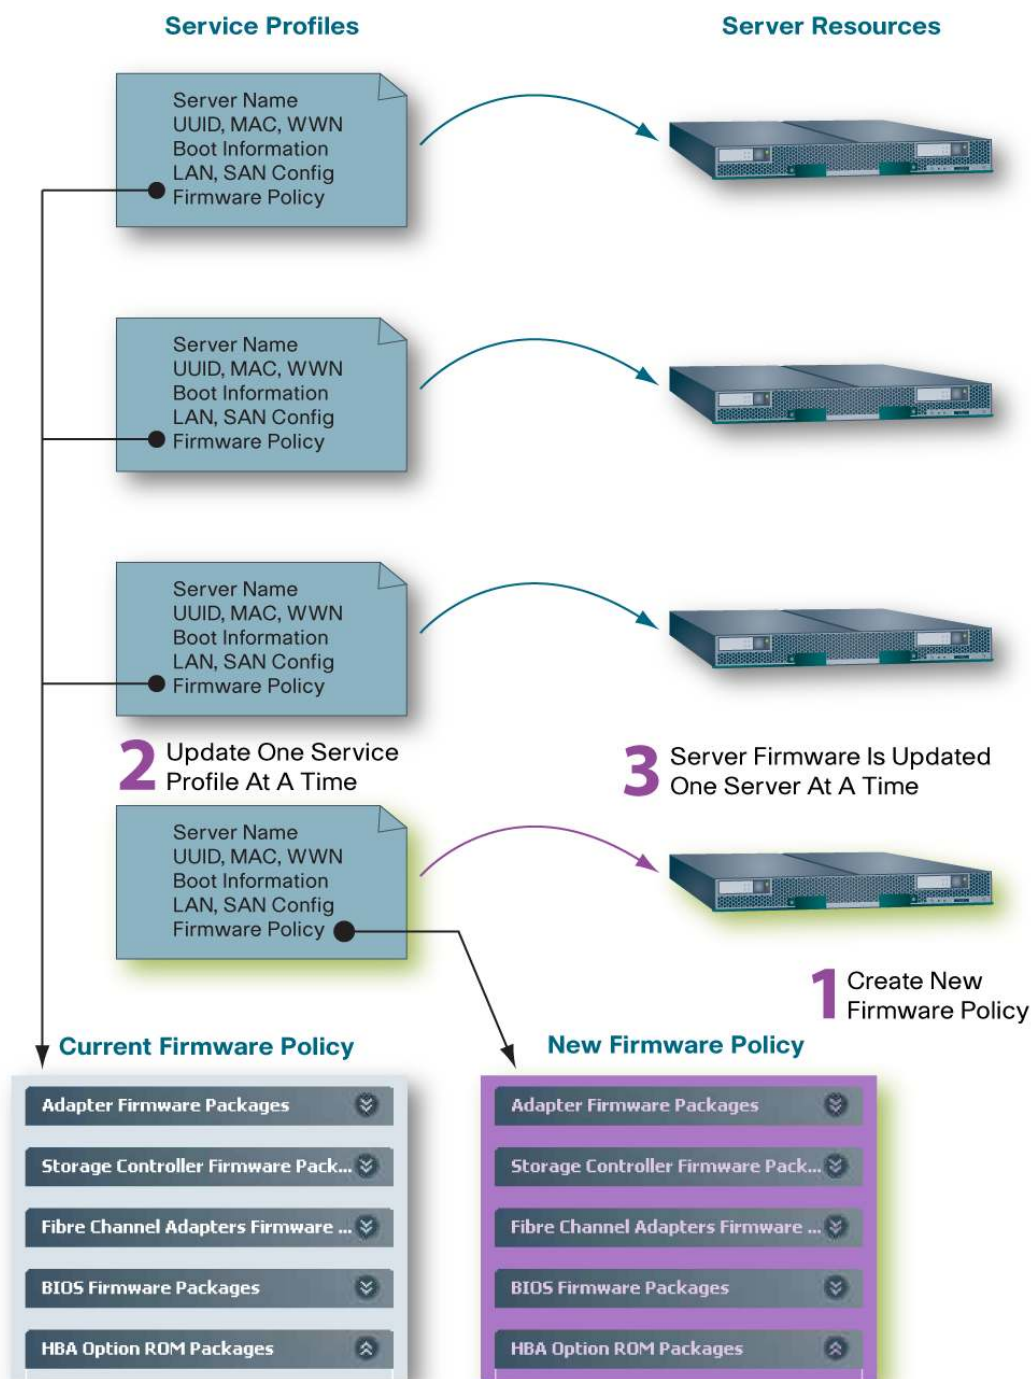 Service Profiles
Server Resources
Server Name
UUID, MAC, WWN
Boot Information
LAN, SAN Config
Firmware Policy
Server Name
UUID, MAC, WWN
Boot Information
LAN, SAN Config
Firmware Policy
Server Name
UUID, MAC, WWN
Boot Information
LAN, SAN Config
Firmware Policy
2 Update One Service
Profile At A Time
3 Server Firmware Is Updated
One Server At A Time
Server Name
UUID, MAC, WWN
Boot Information
LAN, SAN Config
Firmware Policy
1 Create New
Firmware Policy
Current Firmware Policy
Adapter Firmware Packages
Storage Controller Firmware Pack...
Fibre Channel Adapters Firmware ...
BIOS Firmware Packages
HBA Option ROM Packages
New Firmware Policy
Adapter Firmware Packages
Storage Controller Firmware Pack...
Fibre Channel Adapters Firmware ...
BIOS Firmware Packages
HBA Option ROM Packages